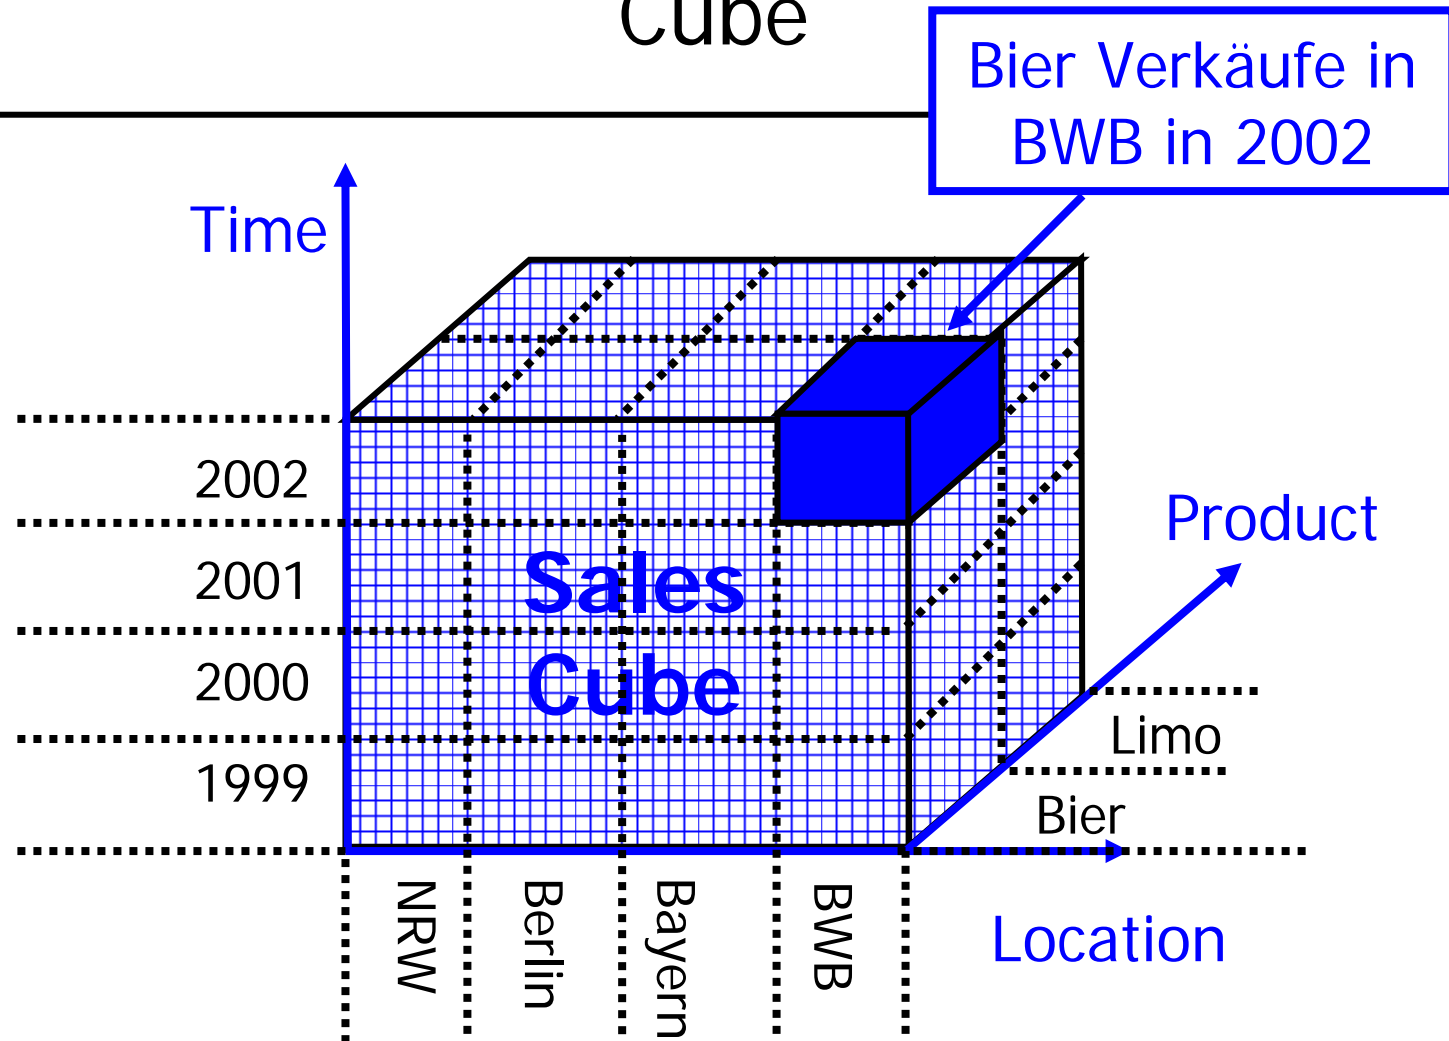 Cube
Bier Verkäufe in
BWB in 2002
Time
2002
2001
2000
1999
Sales
Cube
Product
Limo
Bier
NRW
Berlin
Bayern
BWB
Location